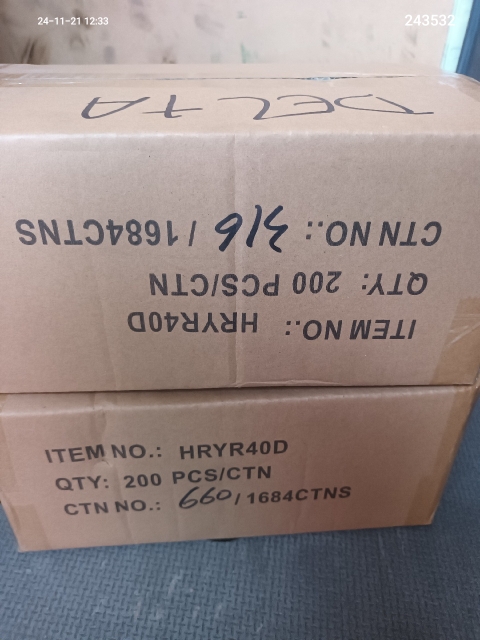 24-11-21 12:33
243532
DELTA
ITEM NO.: HRYR40D
QTY: 200 PCS/CTN
CTN NO.: 316 / 1684CTNS
ITEM NO.: HRYR40D
QTY: 200 PCS/CTN
CTN NO.: 660 / 1684CTNS